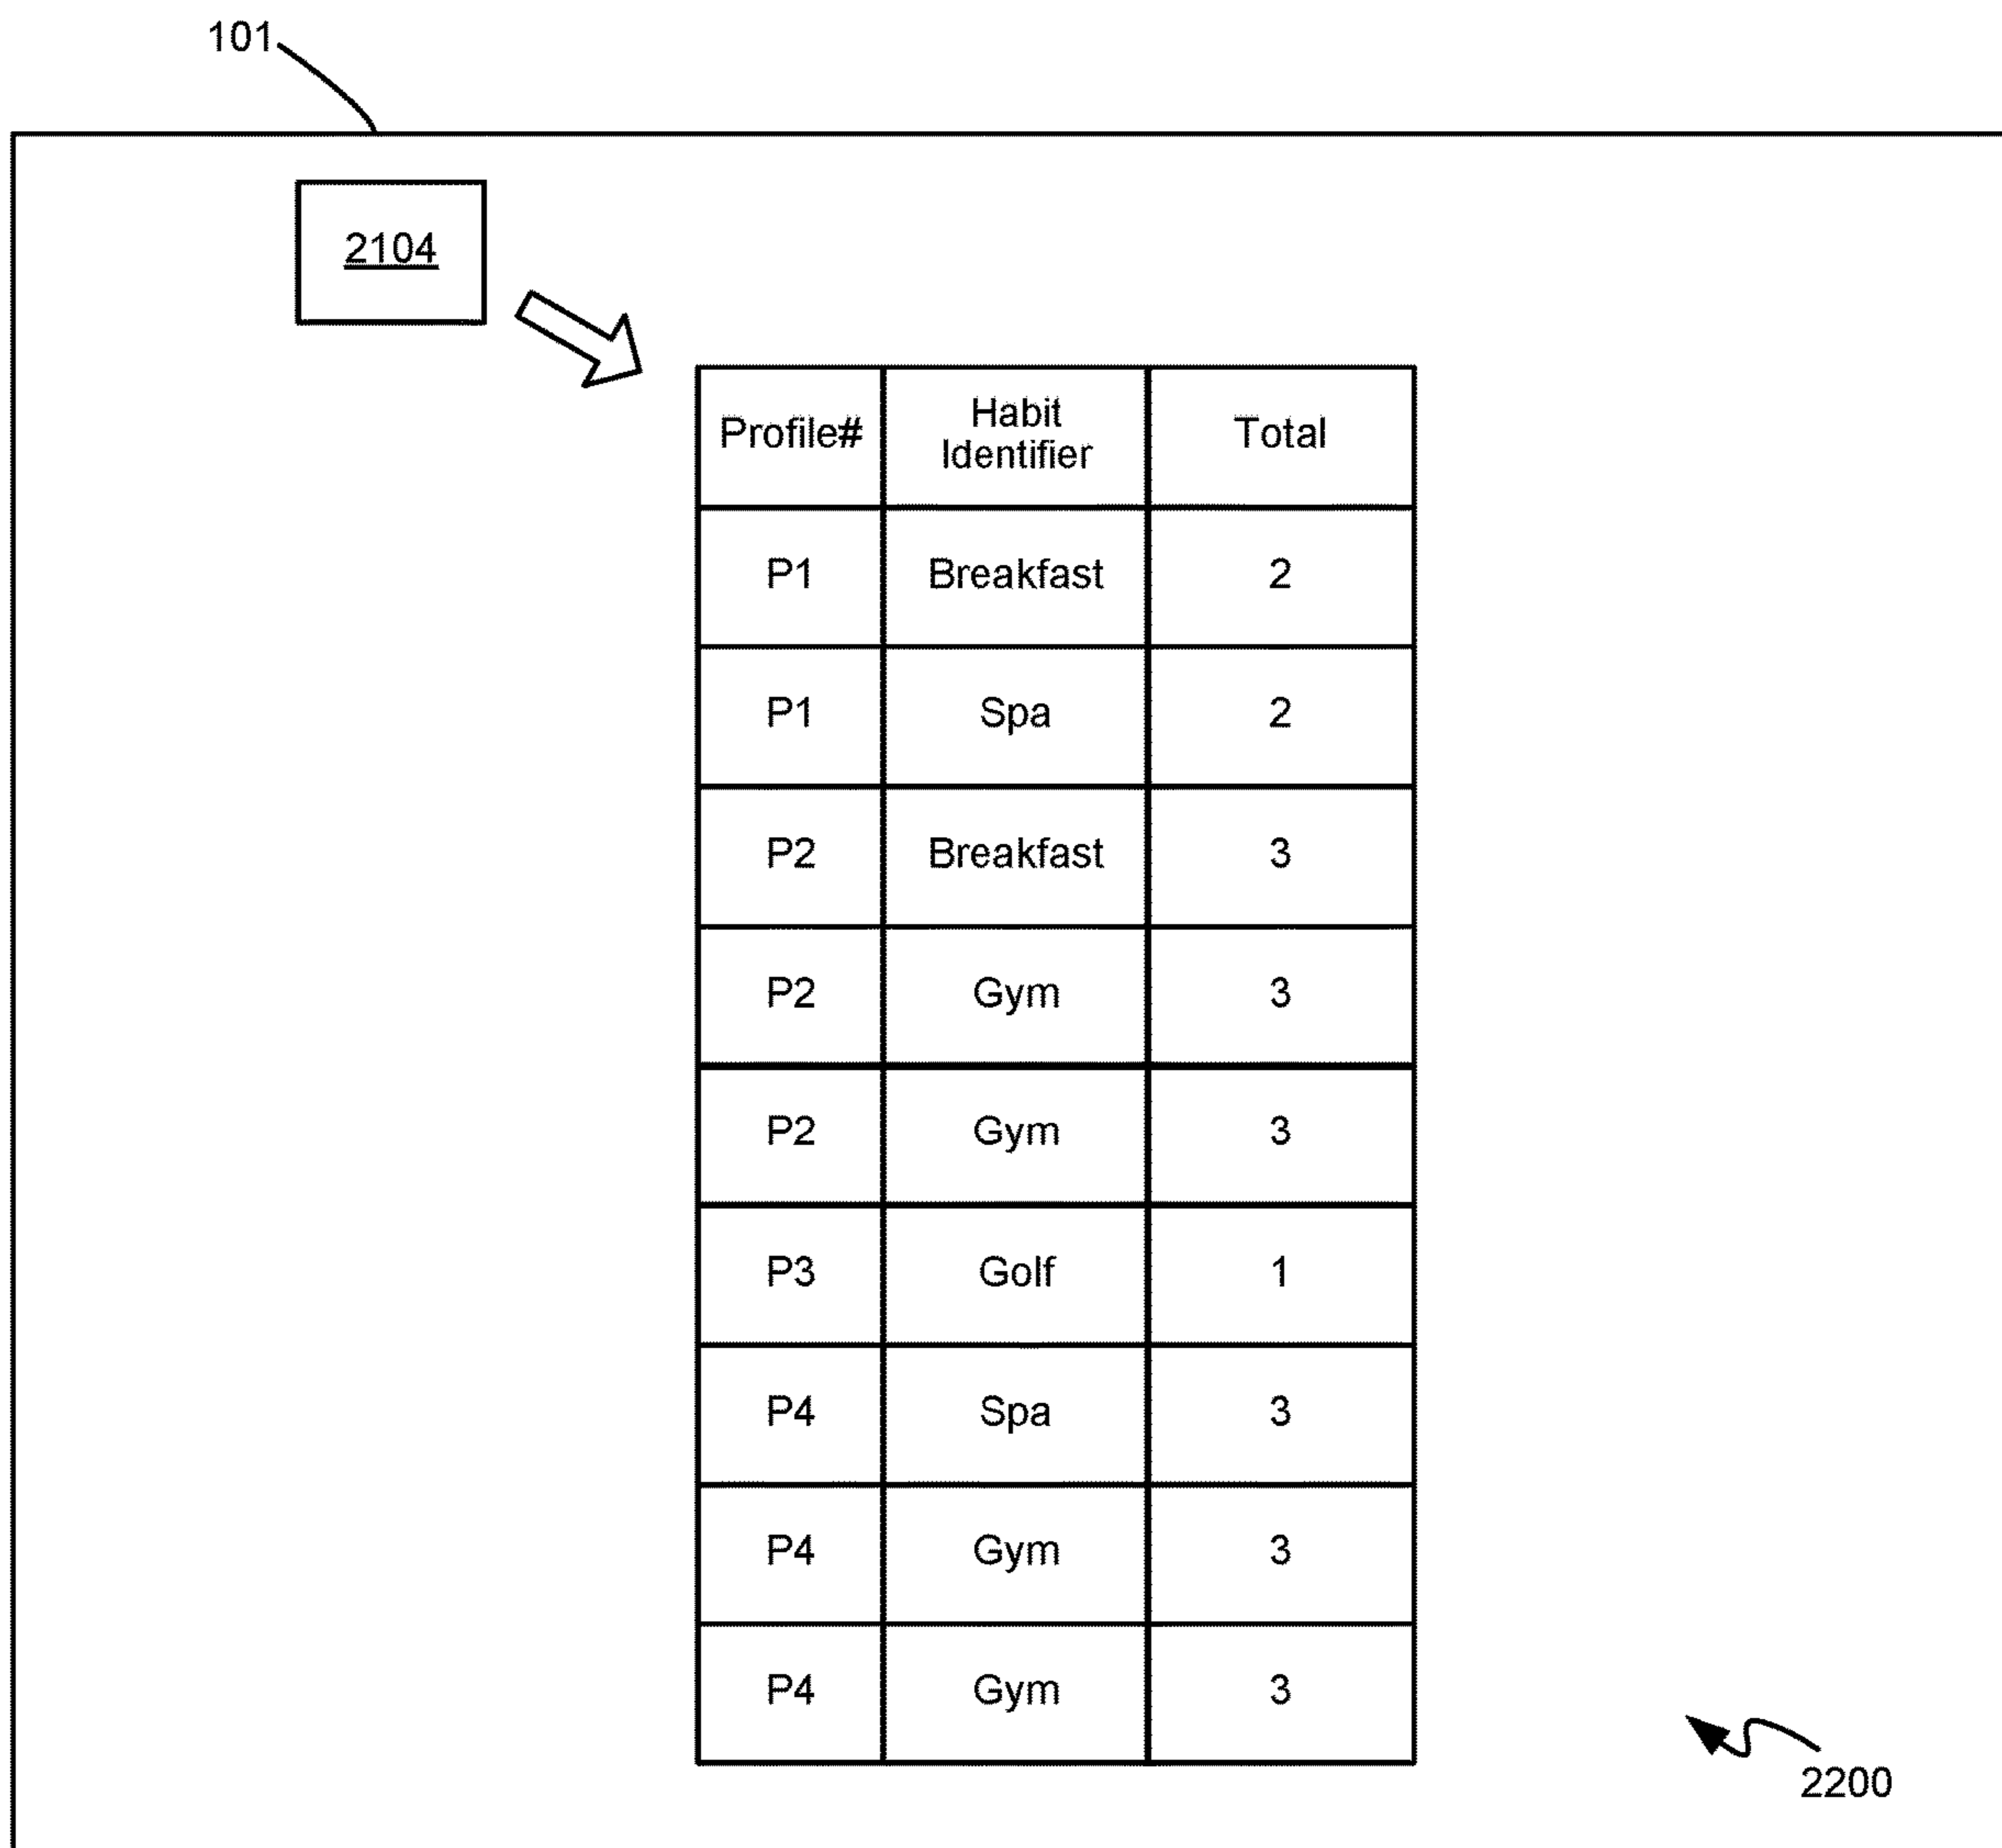 101
2104
Profile#
Habit
Identifier
Total
P1 Breakfast 2
P1 Spa 2
P2 Breakfast 3
P2 Gym 3
P2 Gym 3
P3 Golf 1
P4 Spa 3
P4 Gym 3
P4 Gym 3
2200